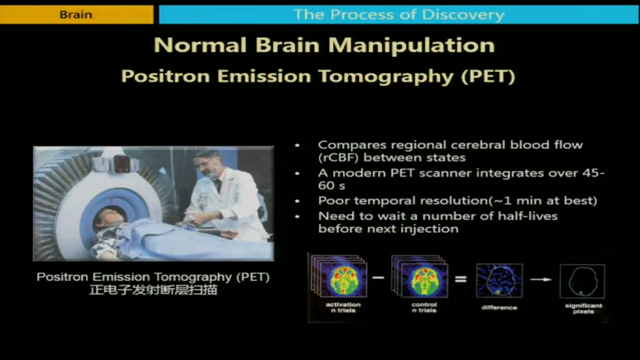 Brain
The Process of Discovery
Normal Brain Manipulation
Positron Emission Tomography (PET)
• Compares regional cerebral blood flow
(rCBF) between states
• A modern PET scanner integrates over 45-
60 s
• Poor temporal resolution(~1 min at best)
• Need to wait a number of half-lives
before next injection
Positron Emission Tomography (PET)
正电子发射断层扫描
− =
activation
n trials
control
n trials
difference
significant
pixels